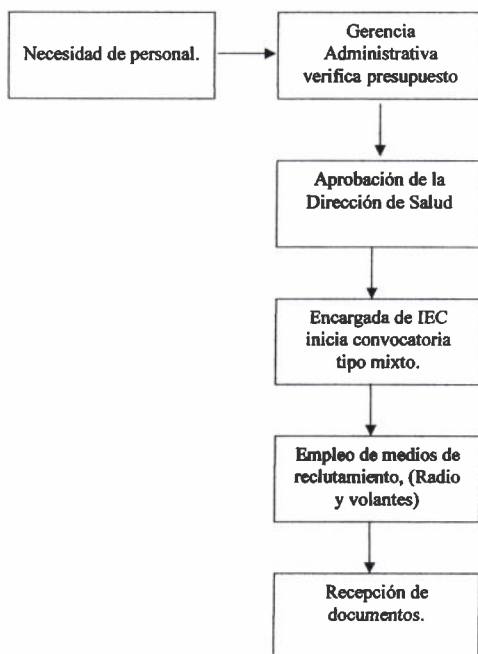 Necesidad de personal.
Gerencia
Administrativa
verifica presupuesto
Aprobación de la
Dirección de Salud
Encargada de IEC
inicia convocatoria
tipo mixto.
Empleo de medios de
reclutamiento, (Radio
y volantes)
Recepción de
documentos.